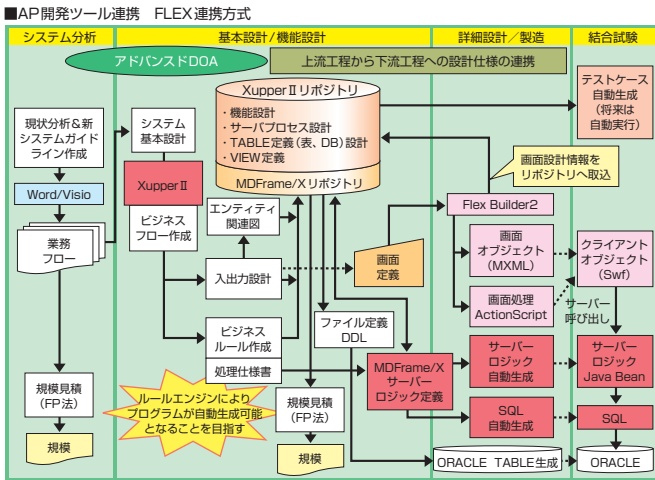 ■AP開発ツール連携　FLEX連携方式
システム分析
基本設計/機能設計
詳細設計／製造
結合試験
アドバンスドDOA
上流工程から下流工程への設計仕様の連携
現状分析&新
システムガイド
ライン作成
Word/Visio
業務
フロー
規模見積
(FP法)
規模
システム
基本設計
XupperⅡ
ビジネス
フロー作成
XupperⅡリポジトリ
・機能設計
・サーバプロセス設計
・TABLE定義(表、DB)設計
・VIEW定義
MDFrame/Xリポジトリ
エンティティ
関連図
入出力設計
ビジネス
ルール作成
処理仕様書
ルールエンジンにより
プログラムが自動生成可能
となることを目指す
画面
定義
ファイル定義
DDL
規模見積
(FP法)
規模
MDFrame/X
サーバー
ロジック定義
画面設計情報を
リポジトリへ取込
Flex Builder2
画面
オブジェクト
(MXML)
画面処理
ActionScript
サーバー
ロジック
自動生成
SQL
自動生成
ORACLE TABLE生成
テストケース
自動生成
(将来は
自動実行)
クライアント
オブジェクト
(Swf)
サーバー
呼び出し
サーバー
ロジック
Java Bean
SQL
ORACLE